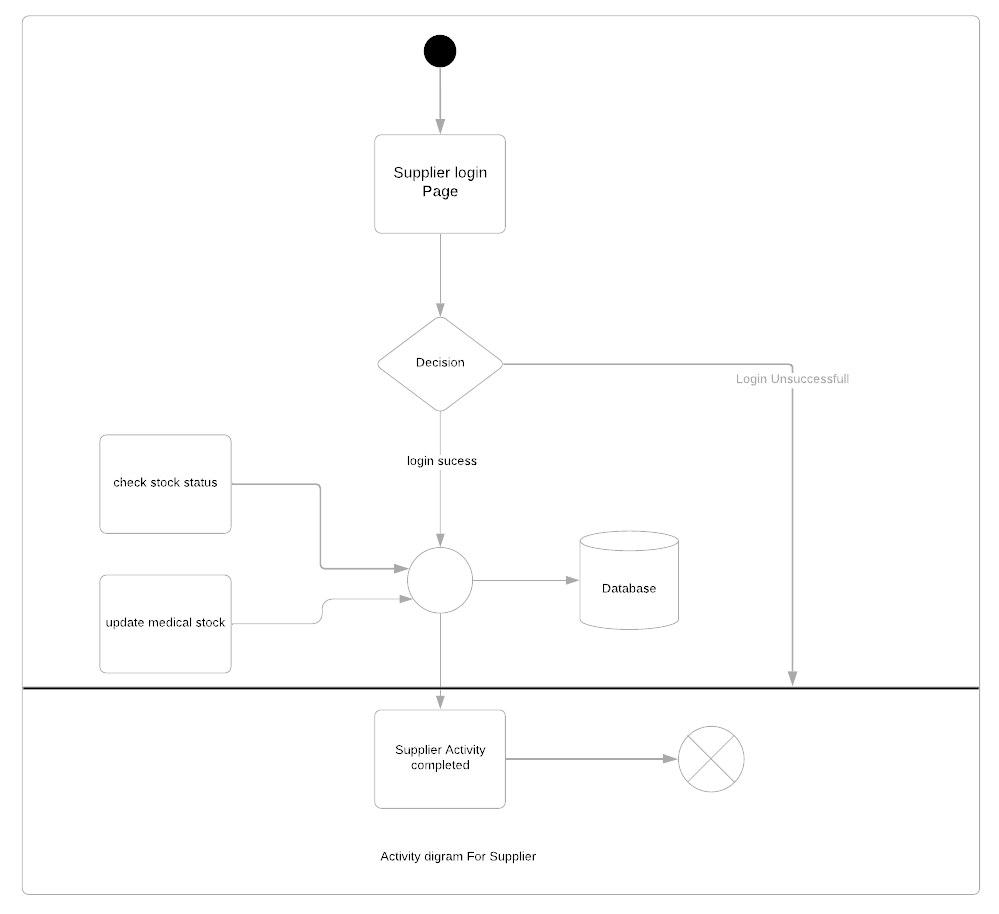 Supplier login
Page
Decision
Login Unsuccessfull
login sucess
check stock status
Database
update medical stock
Supplier Activity
completed
Activity digram For Supplier